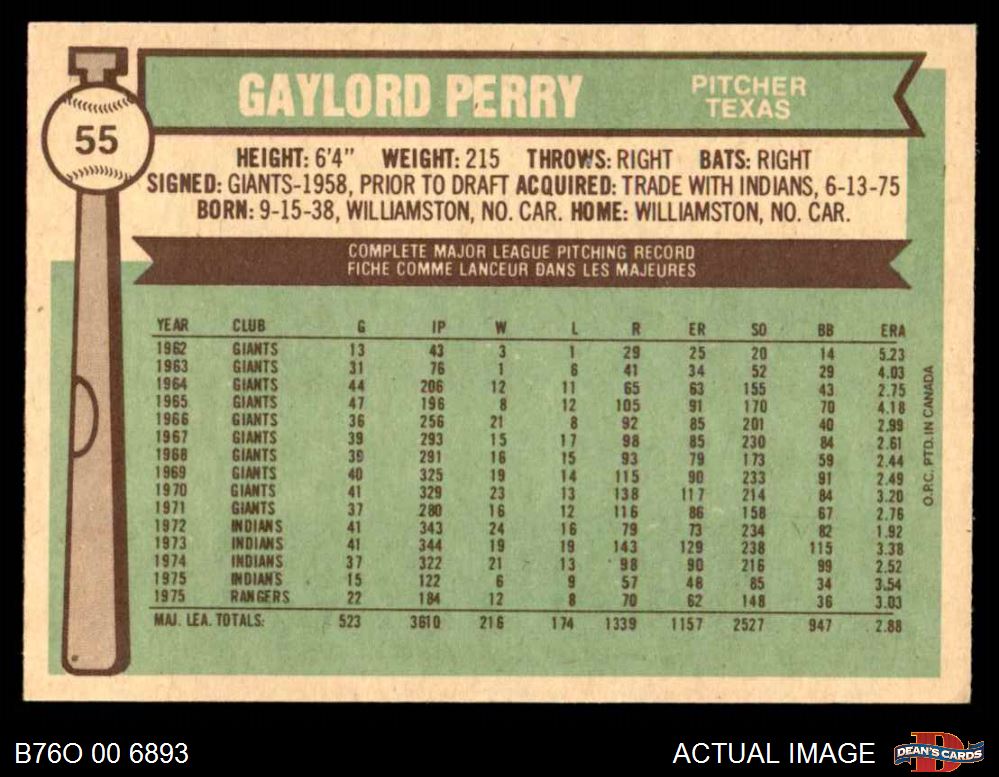 55
GAYLORD PERRY
PITCHER
TEXAS
HEIGHT: 6'4" WEIGHT: 215 THROWS: RIGHT BATS: RIGHT
SIGNED: GIANTS-1958, PRIOR TO DRAFT ACQUIRED: TRADE WITH INDIANS, 6-13-75
BORN: 9-15-38, WILLIAMSTON, NO. CAR. HOME: WILLIAMSTON, NO. CAR.
COMPLETE MAJOR LEAGUE PITCHING RECORD
FICHE COMME LANCEUR DANS LES MAJEURES
YEAR CLUB G IP W L R ER SO BB ERA
1962 GIANTS 13 43 3 1 29 25 20 14 5.23
1963 GIANTS 31 76 1 6 41 34 52 29 4.03
1964 GIANTS 44 206 12 11 65 63 155 43 2.75
1965 GIANTS 47 196 8 12 105 91 170 70 4.18
1966 GIANTS 36 256 21 8 92 85 201 40 2.99
1967 GIANTS 39 293 15 17 98 85 230 84 2.61
1968 GIANTS 39 291 16 15 93 79 173 59 2.44
1969 GIANTS 40 325 19 14 115 90 233 91 2.49
1970 GIANTS 41 329 23 13 138 117 214 84 3.20
1971 GIANTS 37 280 16 12 116 86 158 67 2.76
1972 INDIANS 41 343 24 16 79 73 234 82 1.92
1973 INDIANS 41 344 19 19 143 129 238 115 3.38
1974 INDIANS 37 322 21 13 98 90 216 99 2.52
1975 INDIANS 15 122 6 9 57 48 85 34 3.54
1975 RANGERS 22 184 12 8 70 62 148 36 3.03
MAJ. LEA. TOTALS: 523 3610 216 174 1339 1157 2527 947 2.88
O.P.C. PTD. IN CANADA
B76O 00 6893
ACTUAL IMAGE
DEAN'S CARDS